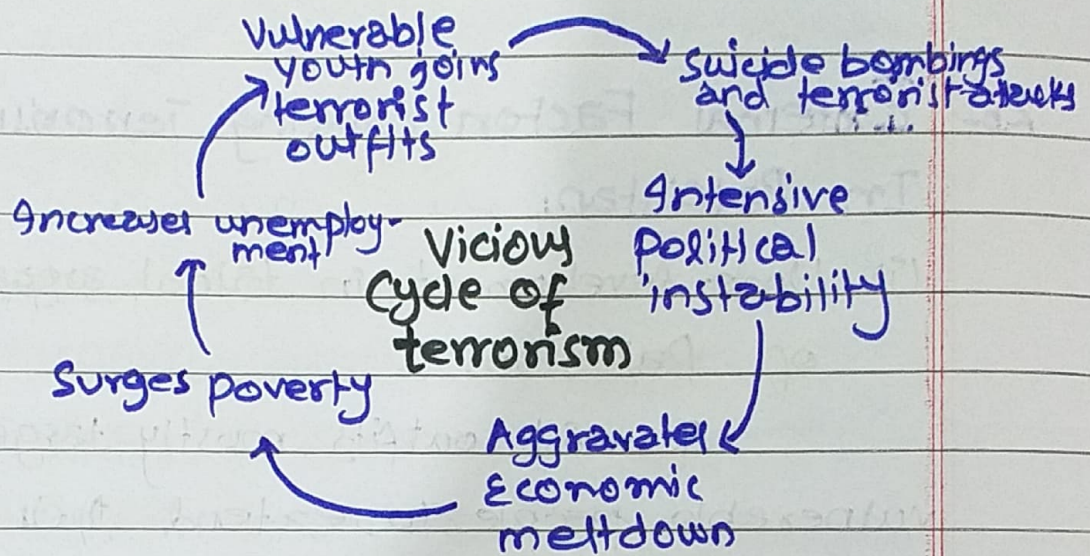 Vulnerable
youth goins
terrorist
outfits
suicide bombings
and terrorist attacks
Intensive
political
instability
Aggravates
Economic
meltdown
Surges poverty
Increases unemploy-
ment
Vicious
Cycle of
terrorism